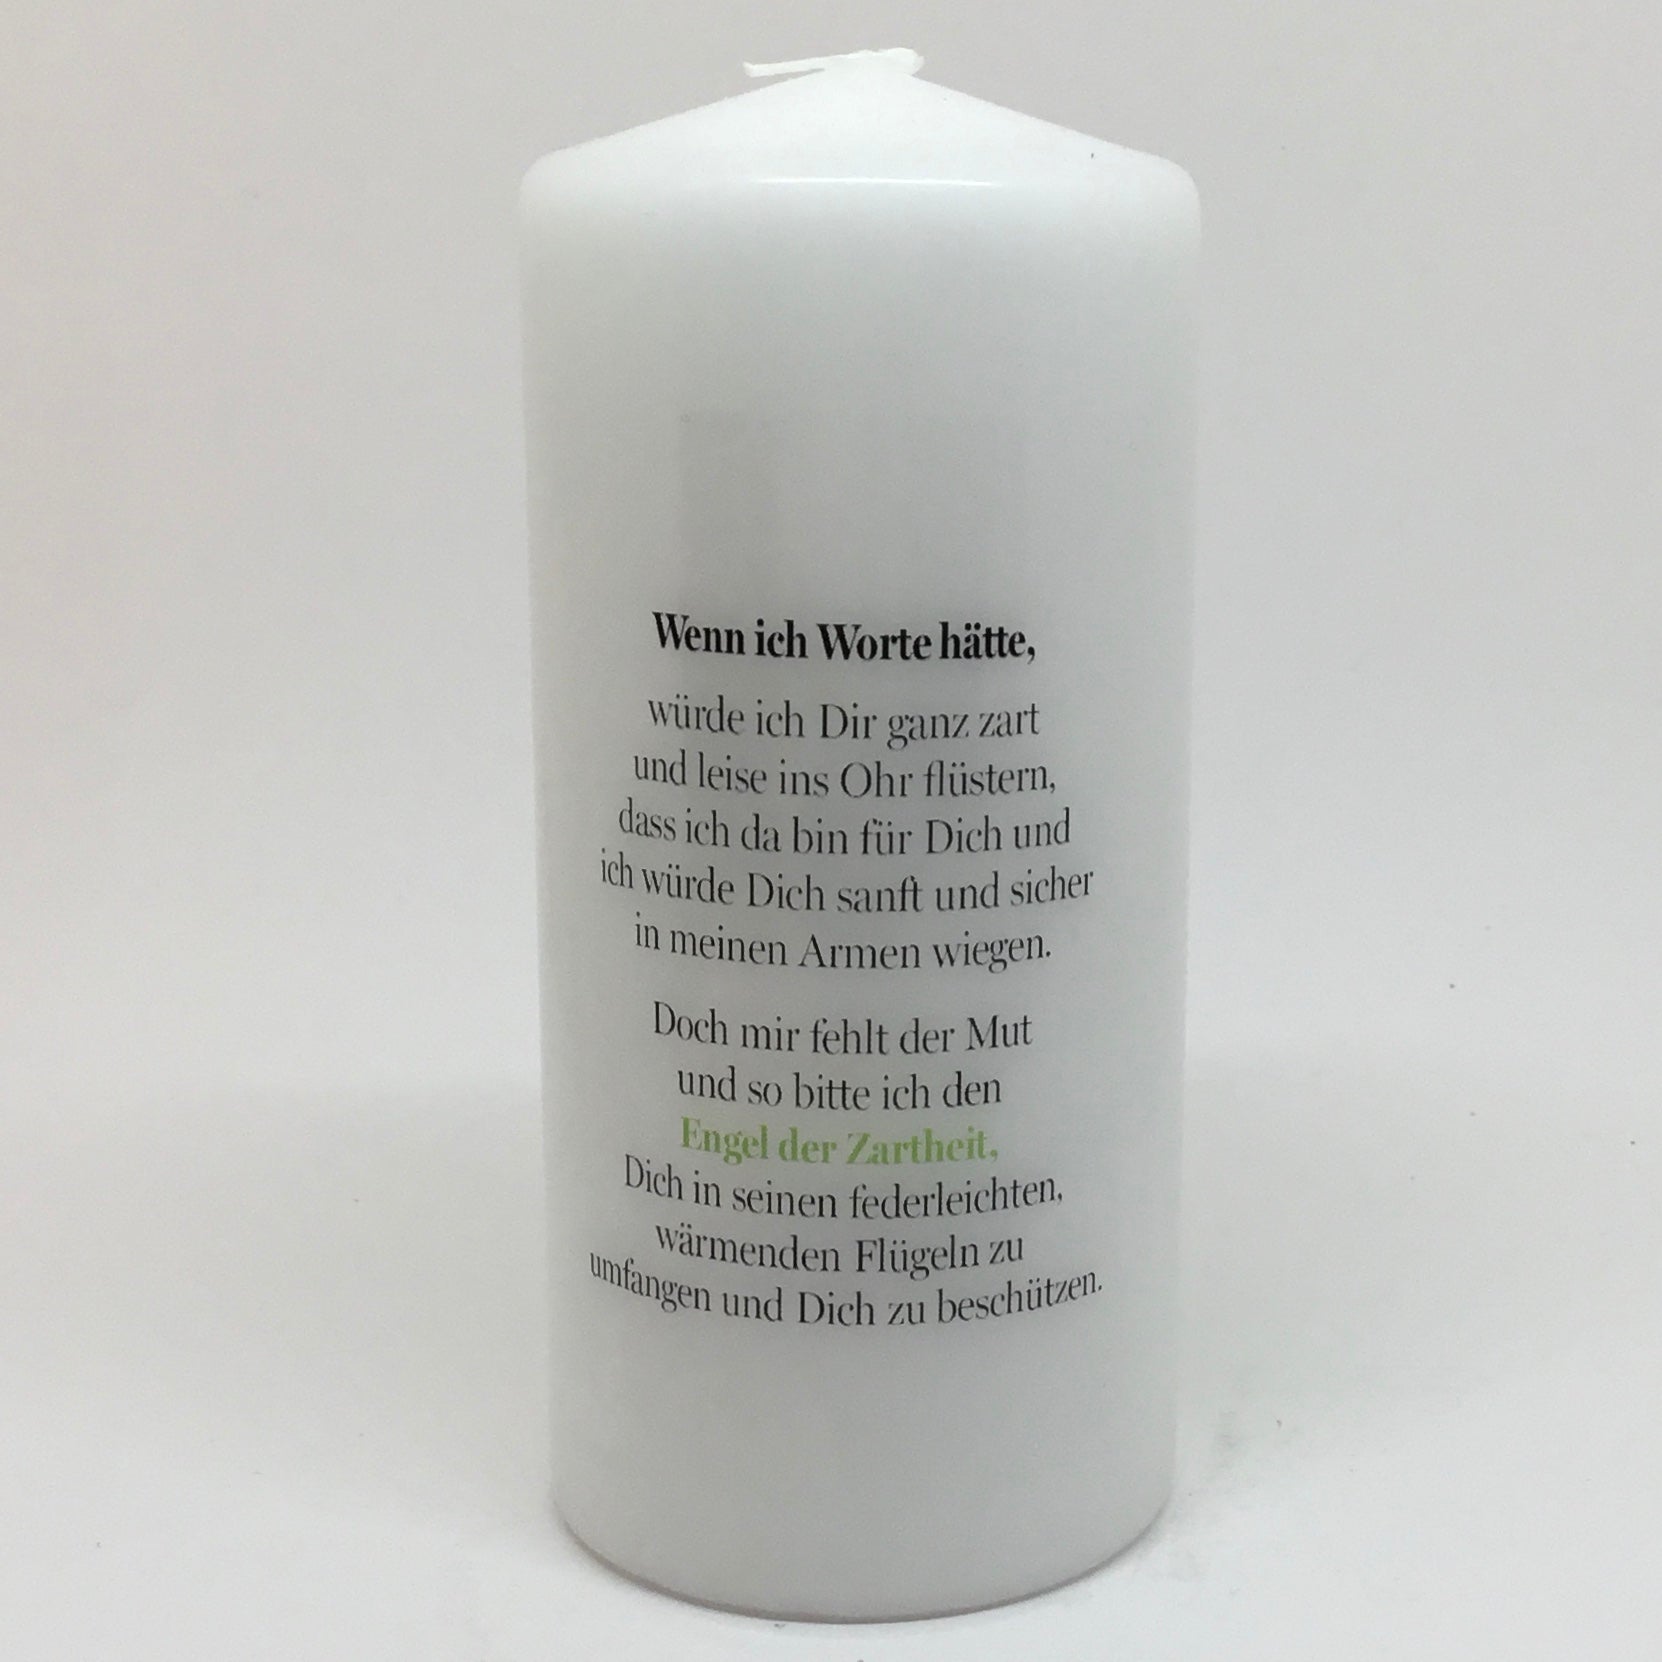 Wenn ich Worte hätte,
würde ich Dir ganz zart
und leise ins Ohr flüstern,
dass ich da bin für Dich und
ich würde Dich sanft und sicher
in meinen Armen wiegen.
Doch mir fehlt der Mut
und so bitte ich den
Engel der Zartheit,
Dich in seinen federleichten,
wärmenden Flügeln zu
umfangen und Dich zu beschützen.